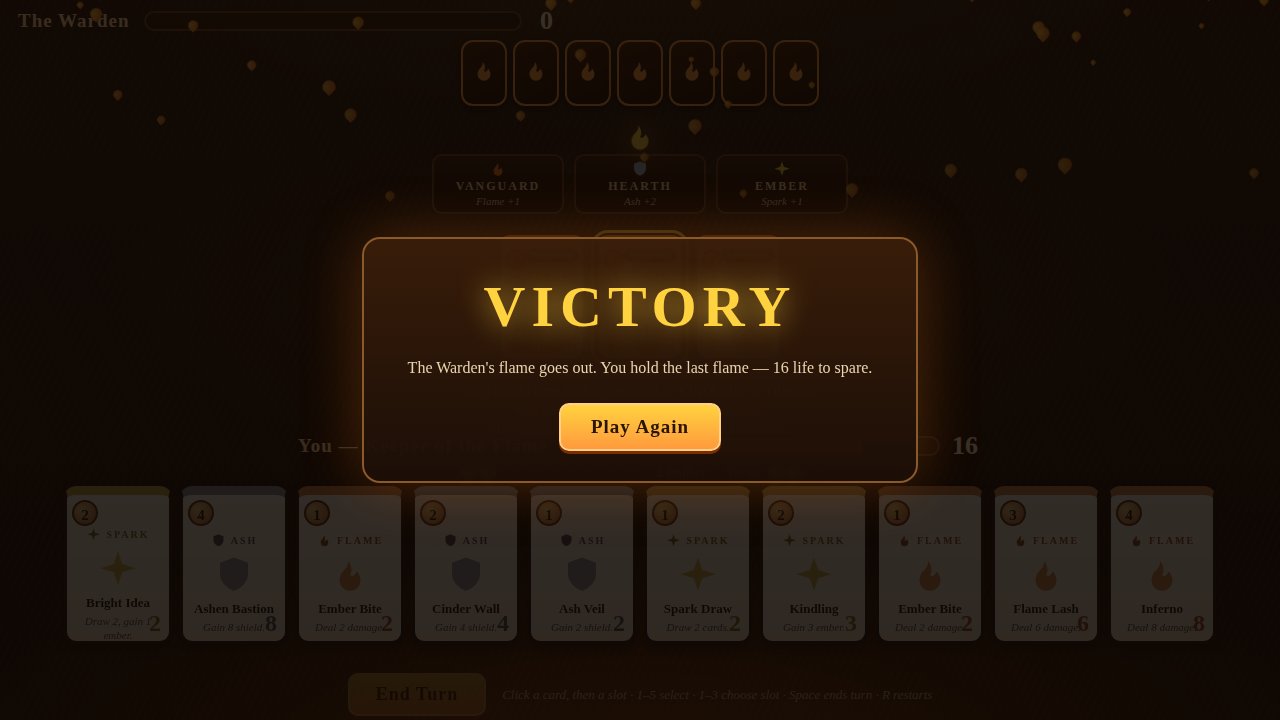 The Warden
0
VANGUARD
Flame +1
HEARTH
Ash +2
EMBER
Spark +1
VICTORY
The Warden's flame goes out. You hold the last flame — 16 life to spare.
Play Again
You —
16
2
SPARK
Bright Idea
Draw 2, gain 1
ember.
2
4
ASH
Ashen Bastion
Gain 8 shield.
8
1
FLAME
Ember Bite
Deal 2 damage.
2
2
ASH
Cinder Wall
Gain 4 shield.
4
1
ASH
Ash Veil
Gain 2 shield.
2
1
SPARK
Spark Draw
Draw 2 cards.
2
2
SPARK
Kindling
Gain 3 ember.
3
1
FLAME
Ember Bite
Deal 2 damage.
2
3
FLAME
Flame Lash
Deal 6 damage.
6
4
FLAME
Inferno
Deal 8 damage.
8
End Turn
Click a card, then a slot · 1–5 select · 1–3 choose slot · Space ends turn · R restarts